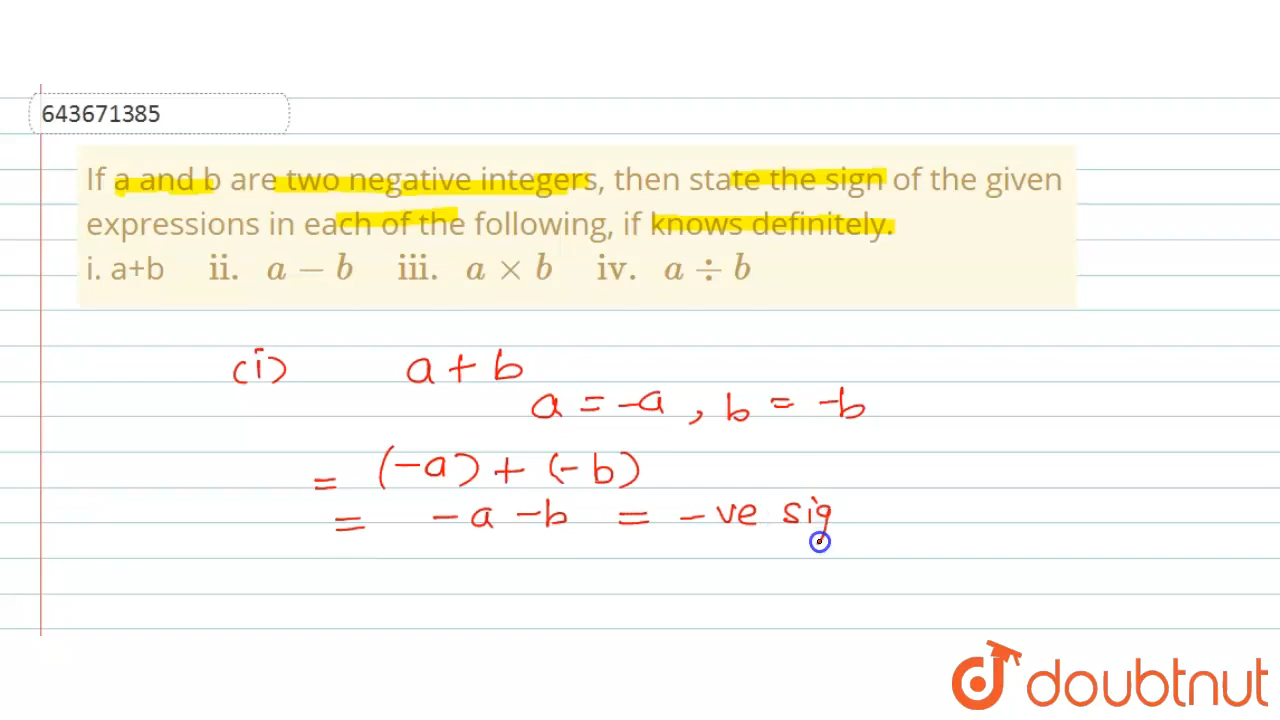 643671385
If a and b are two negative integers, then state the sign of the given
expressions in each of the following, if knows definitely.
i. a+b ii. a − b iii. a × b iv. a ÷ b
(i) a + b
a = -a , b = -b
= (-a) + (-b)
= -a -b = -ve sig
doubtnut